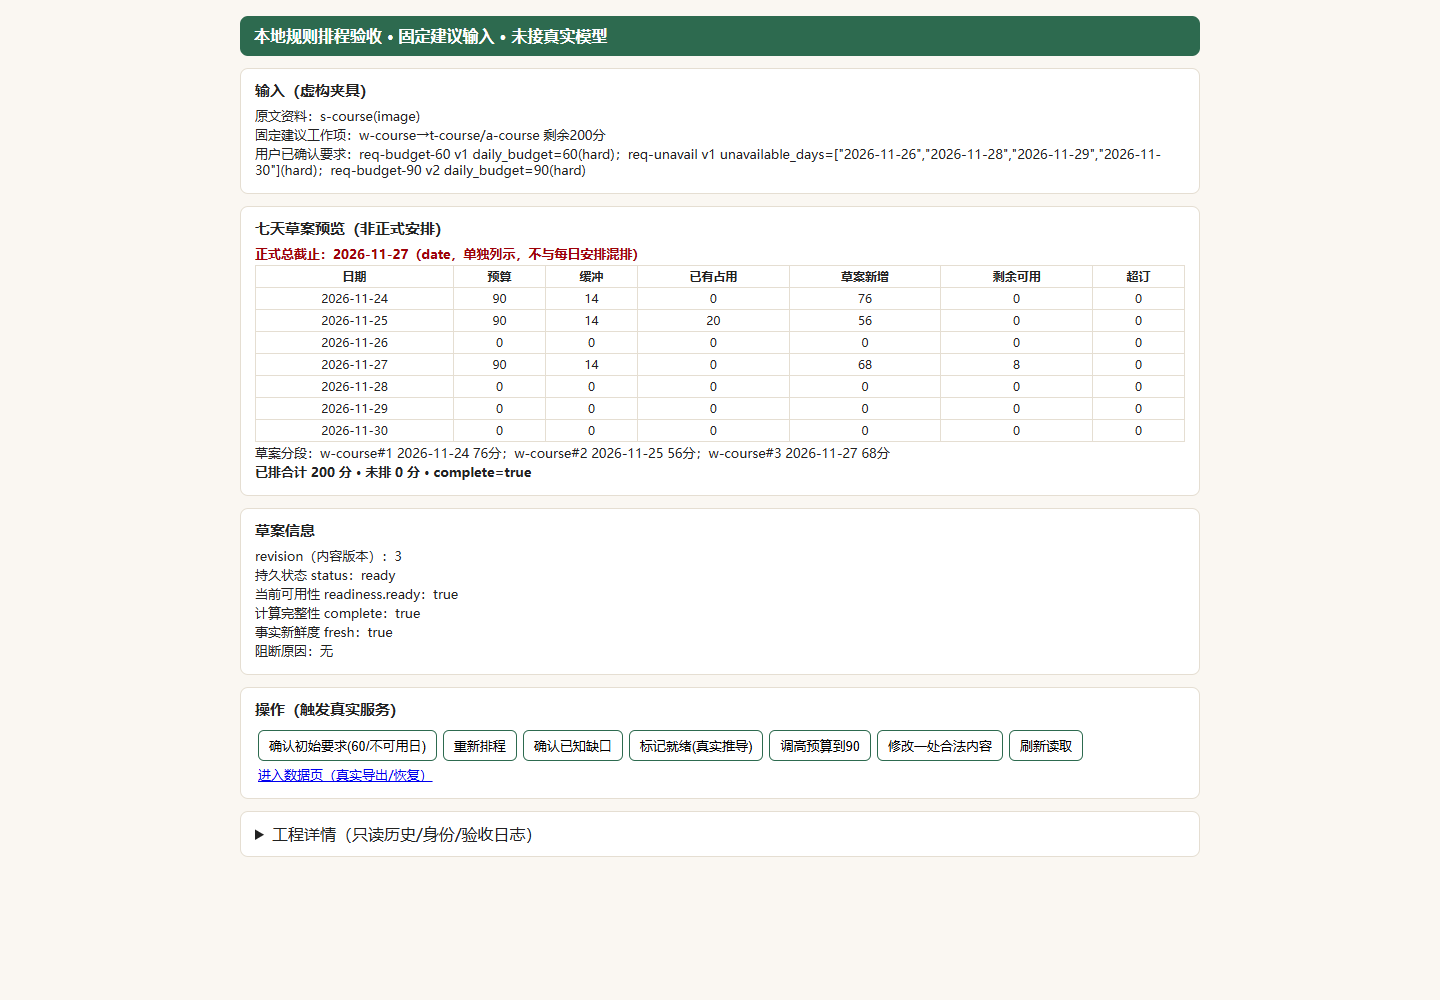 本地规则排程验收 • 固定建议输入 • 未接真实模型
输入（虚构夹具）
原文资料：s-course(image)
固定建议工作项：w-course→t-course/a-course 剩余200分
用户已确认要求：req-budget-60 v1 daily_budget=60(hard)；req-unavail v1 unavailable_days=["2026-11-26","2026-11-28","2026-11-29","2026-11-
30"](hard)；req-budget-90 v2 daily_budget=90(hard)
七天草案预览（非正式安排）
正式总截止：2026-11-27（date，单独列示，不与每日安排混排）
日期 预算 缓冲 已有占用 草案新增 剩余可用 超订
2026-11-24 90 14 0 76 0 0
2026-11-25 90 14 20 56 0 0
2026-11-26 0 0 0 0 0 0
2026-11-27 90 14 0 68 8 0
2026-11-28 0 0 0 0 0 0
2026-11-29 0 0 0 0 0 0
2026-11-30 0 0 0 0 0 0
草案分段：w-course#1 2026-11-24 76分；w-course#2 2026-11-25 56分；w-course#3 2026-11-27 68分
已排合计 200 分 • 未排 0 分 • complete=true
草案信息
revision（内容版本）：3
持久状态 status：ready
当前可用性 readiness.ready：true
计算完整性 complete：true
事实新鲜度 fresh：true
阻断原因：无
操作（触发真实服务）
确认初始要求(60/不可用日) 重新排程 确认已知缺口 标记就绪(真实推导) 调高预算到90 修改一处合法内容 刷新读取
进入数据页（真实导出/恢复）
▶ 工程详情（只读历史/身份/验收日志）